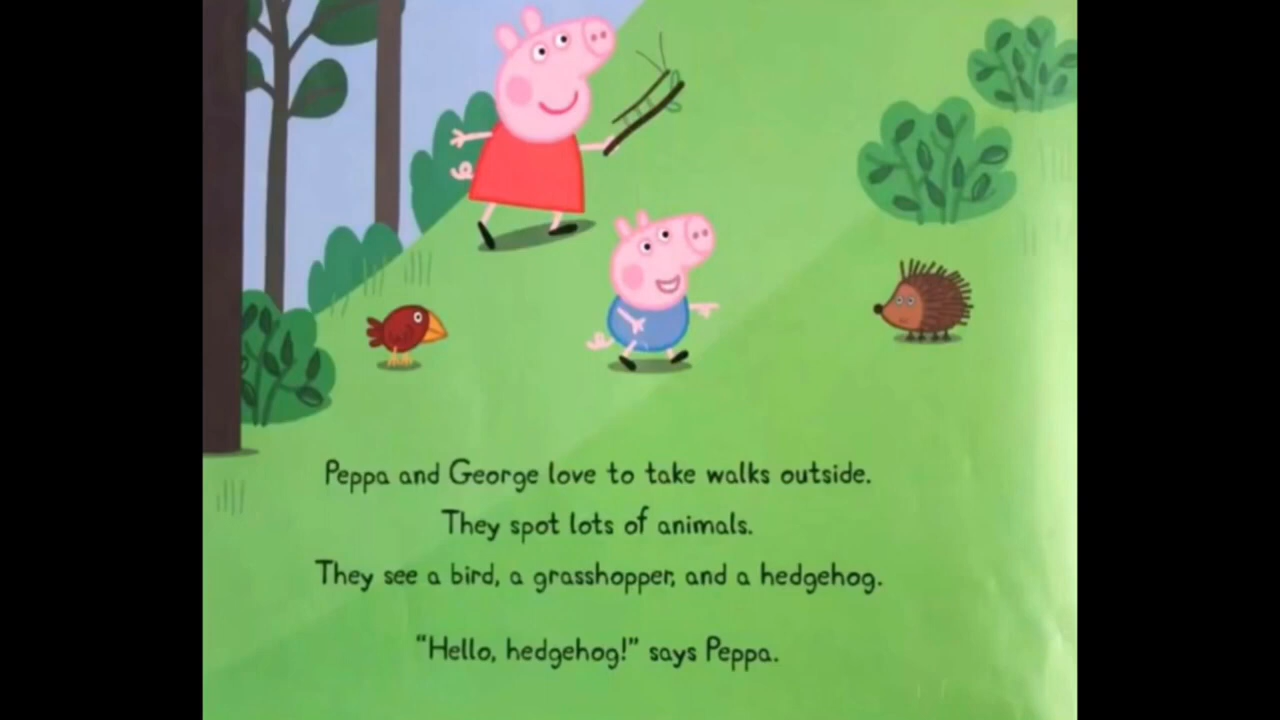 Peppa and George love to take walks outside.
They spot lots of animals.
They see a bird, a grasshopper, and a hedgehog.
“Hello, hedgehog!” says Peppa.